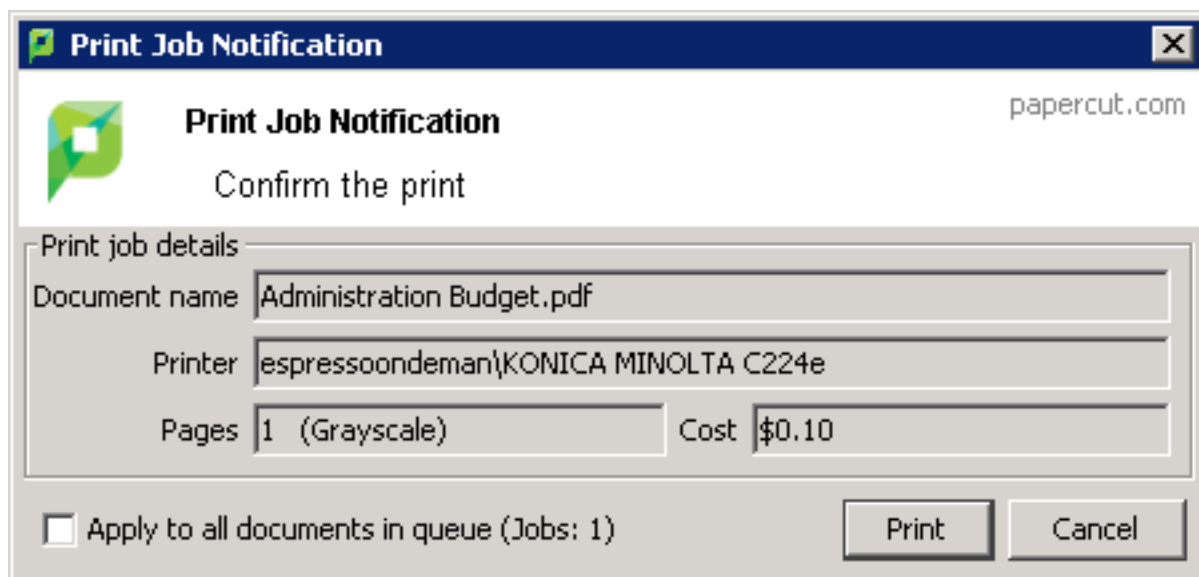 Print Job Notification
papercut.com
Print Job Notification
Confirm the print
Print job details
Document name Administration Budget.pdf
Printer espressoondeman\KONICA MINOLTA C224e
Pages 1 (Grayscale) Cost $0.10
Apply to all documents in queue (Jobs: 1) Print Cancel